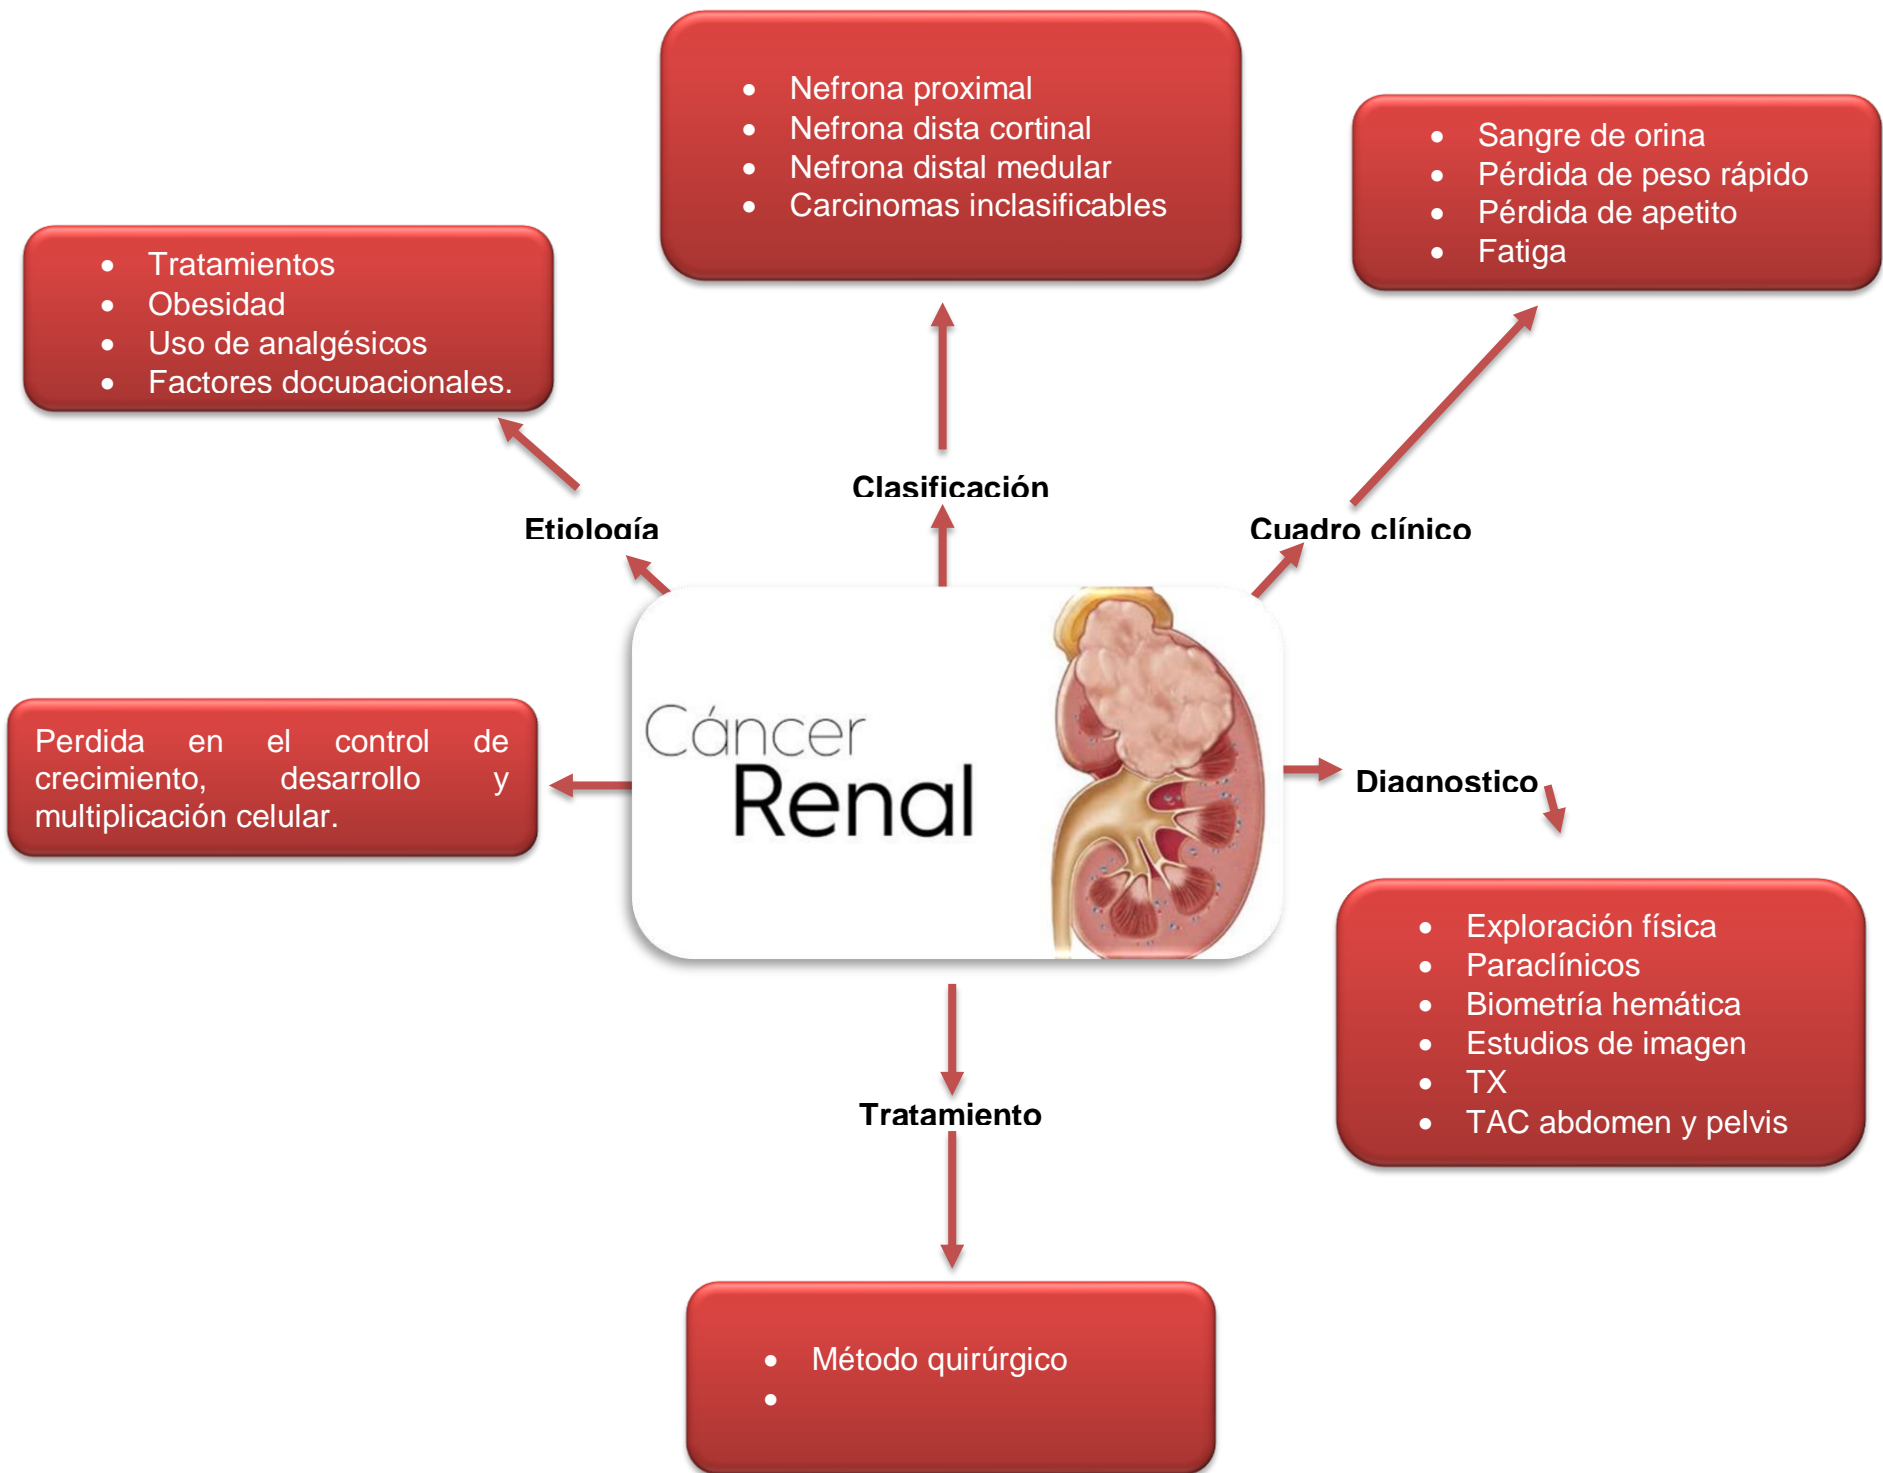 • Nefrona proximal
• Nefrona dista cortinal
• Nefrona distal medular
• Carcinomas inclasificables
• Sangre de orina
• Pérdida de peso rápido
• Pérdida de apetito
• Fatiga
• Tratamientos
• Obesidad
• Uso de analgésicos
• Factores docupacionales.
Clasificación
Etiología
Cuadro clínico
Perdida en el control de
crecimiento, desarrollo y
multiplicación celular.
Cáncer
Renal
Diagnostico
• Exploración física
• Paraclínicos
• Biometría hemática
• Estudios de imagen
• TX
• TAC abdomen y pelvis
Tratamiento
• Método quirúrgico
•